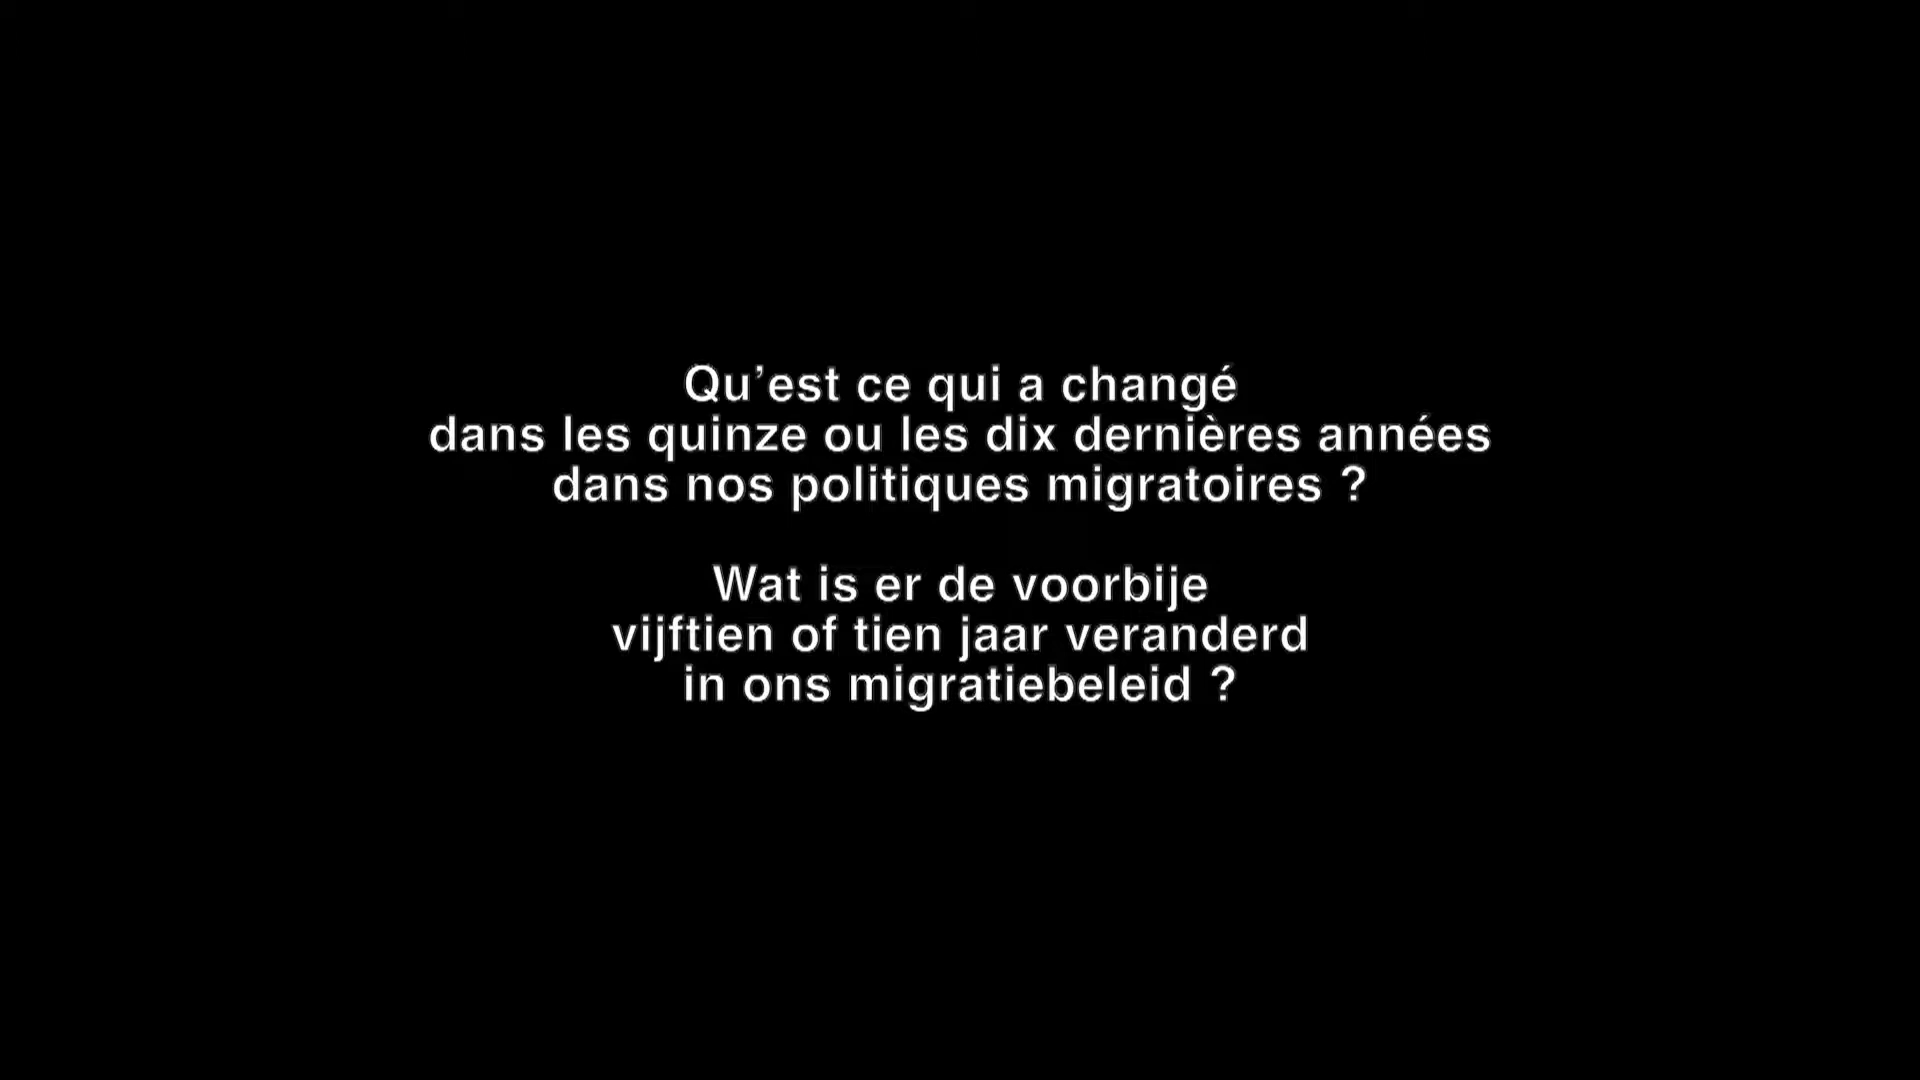 Qu’est ce qui a changé
dans les quinze ou les dix dernières années
dans nos politiques migratoires ?
Wat is er de voorbije
vijftien of tien jaar veranderd
in ons migratiebeleid ?